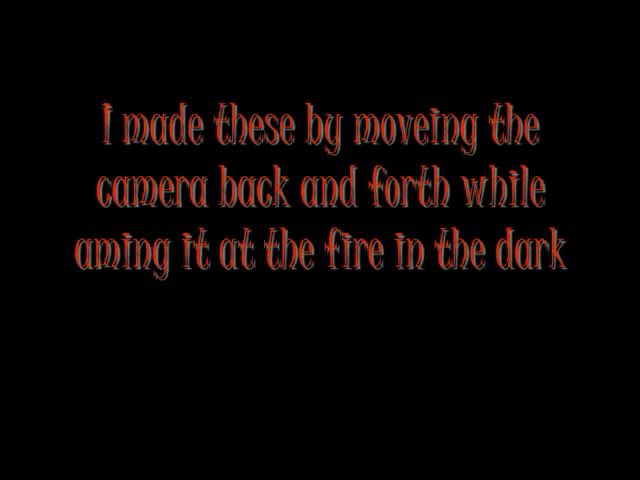 I made these by moveing the
camera back and forth while
aming it at the fire in the dark